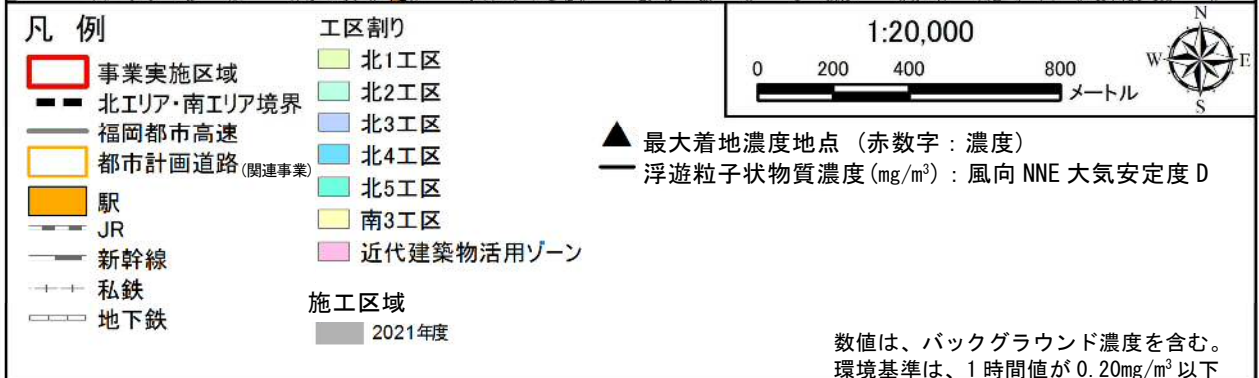 凡 例
事業実施区域
北エリア・南エリア境界
福岡都市高速
都市計画道路(関連事業)
駅
JR
新幹線
私鉄
地下鉄
工区割り
北1工区
北2工区
北3工区
北4工区
北5工区
南3工区
近代建築物活用ゾーン
施工区域
2021年度
1:20,000
0 200 400 800
メートル
N
W E
S
▲ 最大着地濃度地点 (赤数字:濃度)
浮遊粒子状物質濃度(mg/m³):風向 NNE 大気安定度 D
数値は、バックグラウンド濃度を含む。
環境基準は、1時間値が 0.20mg/m³以下